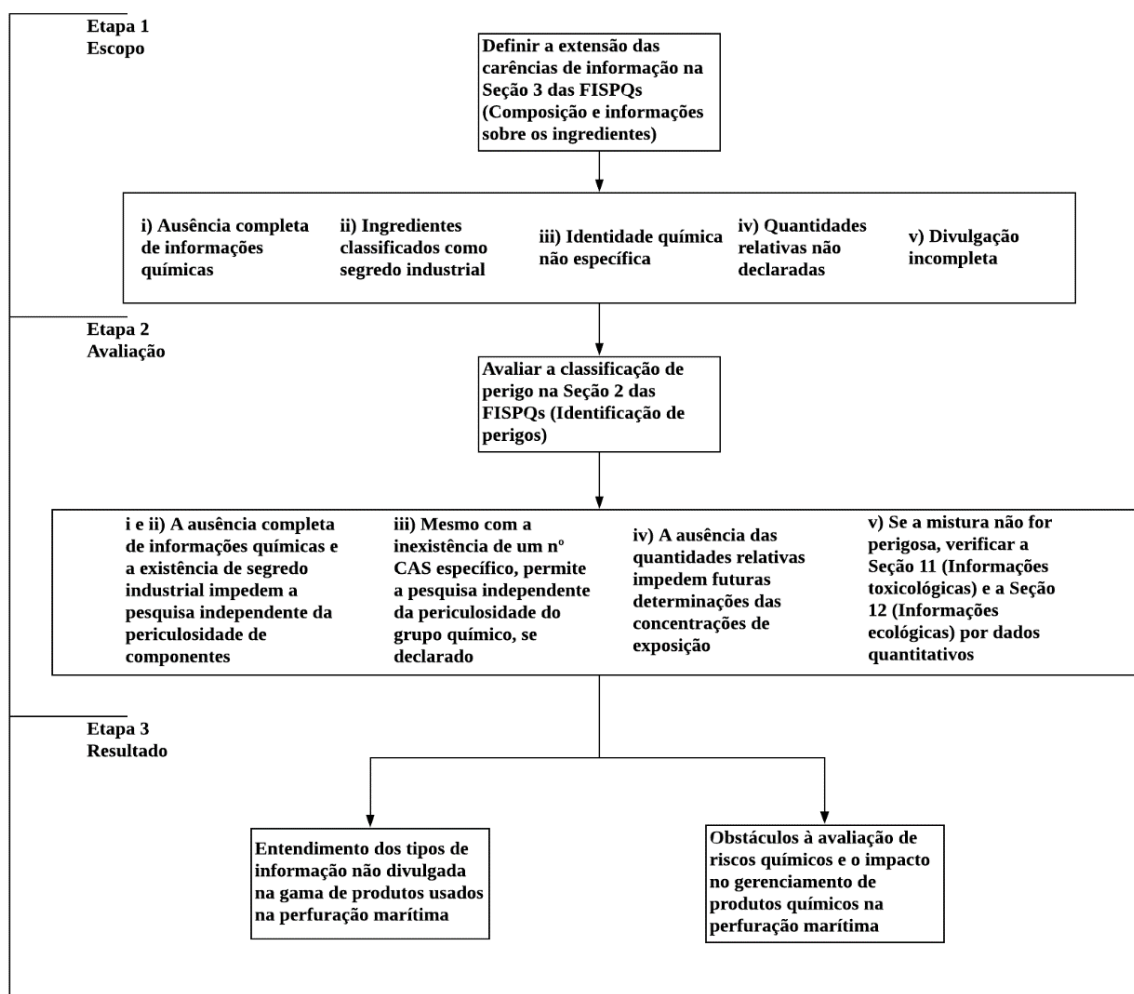 Etapa 1
Escopo
Definir a extensão das
carências de informação na
Seção 3 das FISPQs
(Composição e informações
sobre os ingredientes)
i) Ausência completa
de informações
químicas
ii) Ingredientes
classificados como
segredo industrial
iii) Identidade química
não específica
iv) Quantidades
relativas não
declaradas
v) Divulgação
incompleta
Etapa 2
Avaliação
Avaliar a classificação de
perigo na Seção 2 das
FISPQs (Identificação de
perigos)
i e ii) A ausência completa
de informações químicas e
a existência de segredo
industrial impedem a
pesquisa independente da
periculosidade de
componentes
iii) Mesmo com a
inexistência de um nº
CAS específico, permite
a pesquisa independente
da periculosidade do
grupo químico, se
declarado
iv) A ausência das
quantidades relativas
impedem futuras
determinações das
concentrações de
exposição
v) Se a mistura não for
perigosa, verificar a
Seção 11 (Informações
toxicológicas) e a Seção
12 (Informações
ecológicas) por dados
quantitativos
Etapa 3
Resultado
Entendimento dos tipos de
informação não divulgada
na gama de produtos usados
na perfuração marítima
Obstáculos à avaliação de
riscos químicos e o impacto
no gerenciamento de
produtos químicos na
perfuração marítima